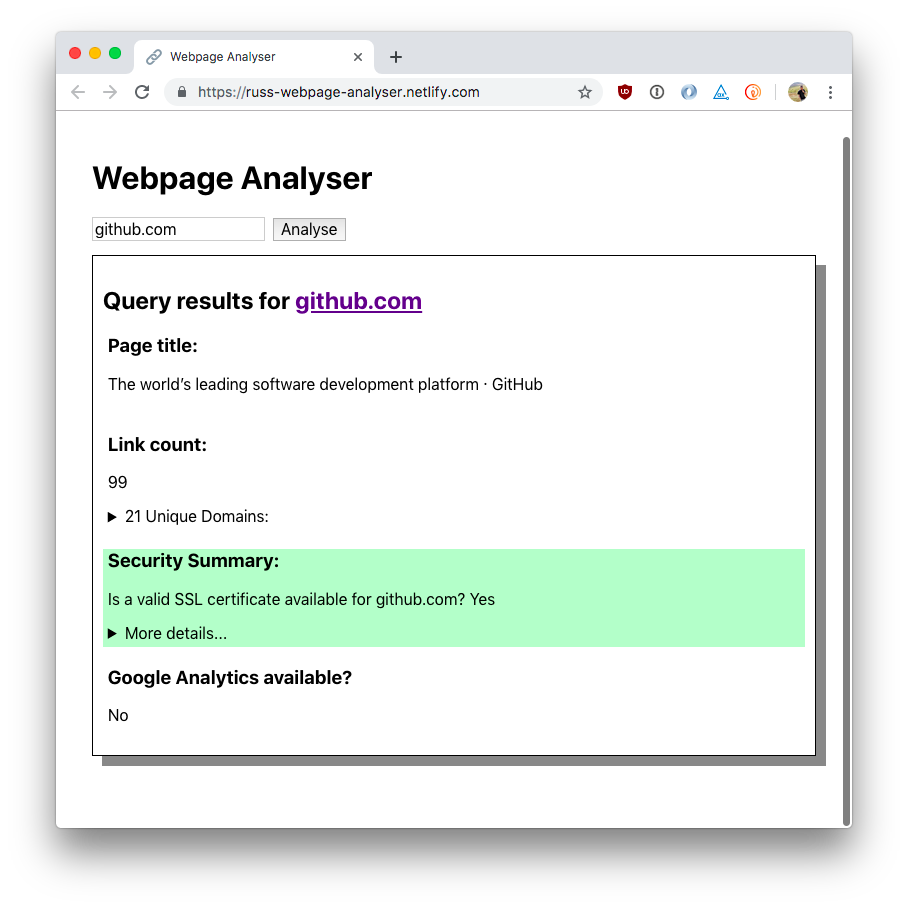 Webpage Analyser
https://russ-webpage-analyser.netlify.com
Webpage Analyser
github.com Analyse
Query results for github.com
Page title:
The world’s leading software development platform · GitHub
Link count:
99
21 Unique Domains:
Security Summary:
Is a valid SSL certificate available for github.com? Yes
More details...
Google Analytics available?
No